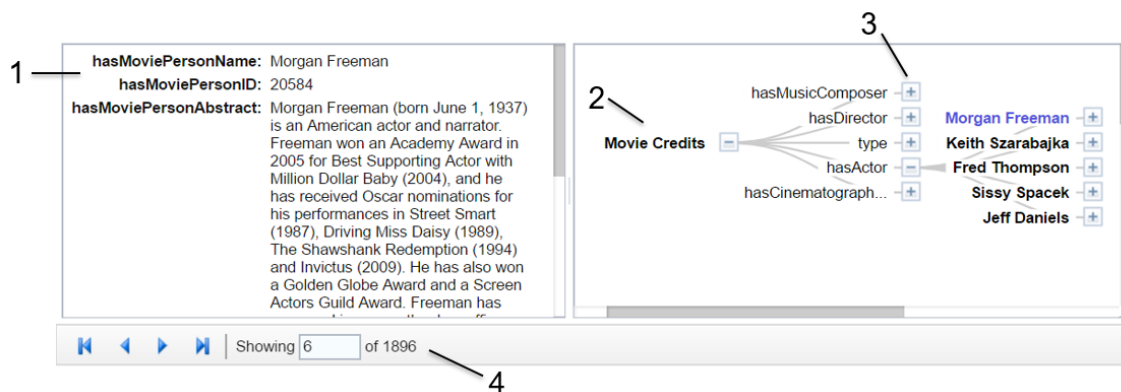 1
hasMoviePersonName: Morgan Freeman
hasMoviePersonID: 20584
hasMoviePersonAbstract: Morgan Freeman (born June 1, 1937)
is an American actor and narrator.
Freeman won an Academy Award in
2005 for Best Supporting Actor with
Million Dollar Baby (2004), and he
has received Oscar nominations for
his performances in Street Smart
(1987), Driving Miss Daisy (1989),
The Shawshank Redemption (1994)
and Invictus (2009). He has also won
a Golden Globe Award and a Screen
Actors Guild Award. Freeman has
2
Movie Credits
3
hasMusicComposer
hasDirector
type
hasActor
hasCinematograph...
Morgan Freeman
Keith Szarabajka
Fred Thompson
Sissy Spacek
Jeff Daniels
Showing 6 of 1896
4